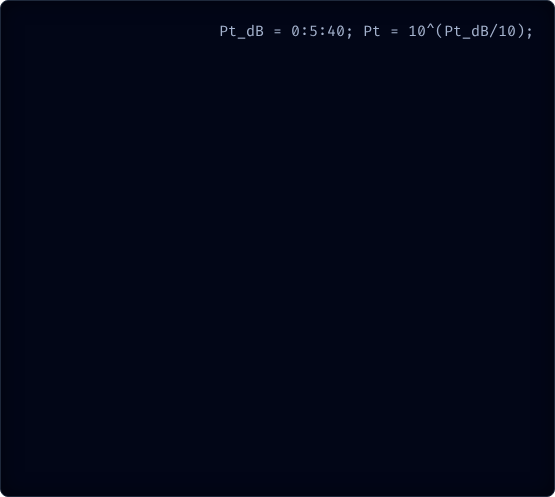 Pt_dB = 0:5:40; Pt = 10^(Pt_dB/10);